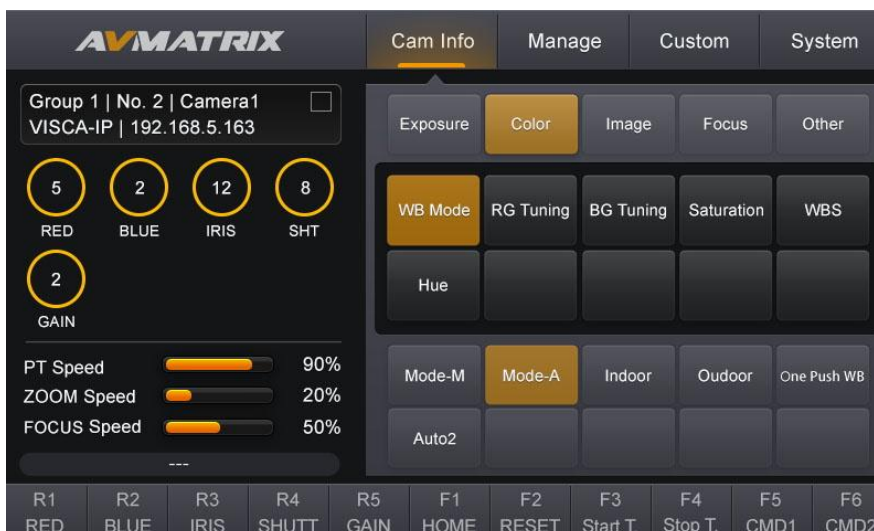 AVMATRIX
Cam Info Manage Custom System
Group 1 | No. 2 | Camera1
VISCA-IP | 192.168.5.163
5 2 12 8
RED BLUE IRIS SHT
2
GAIN
PT Speed 90%
ZOOM Speed 20%
FOCUS Speed 50%
---
Exposure Color Image Focus Other
WB Mode RG Tuning BG Tuning Saturation WBS
Hue
Mode-M Mode-A Indoor Oudoor One Push WB
Auto2
R1 R2 R3 R4 R5 F1 F2 F3 F4 F5 F6
RED BLUE IRIS SHUTT GAIN HOME RESET Start T. Stop T. CMD1 CMD2